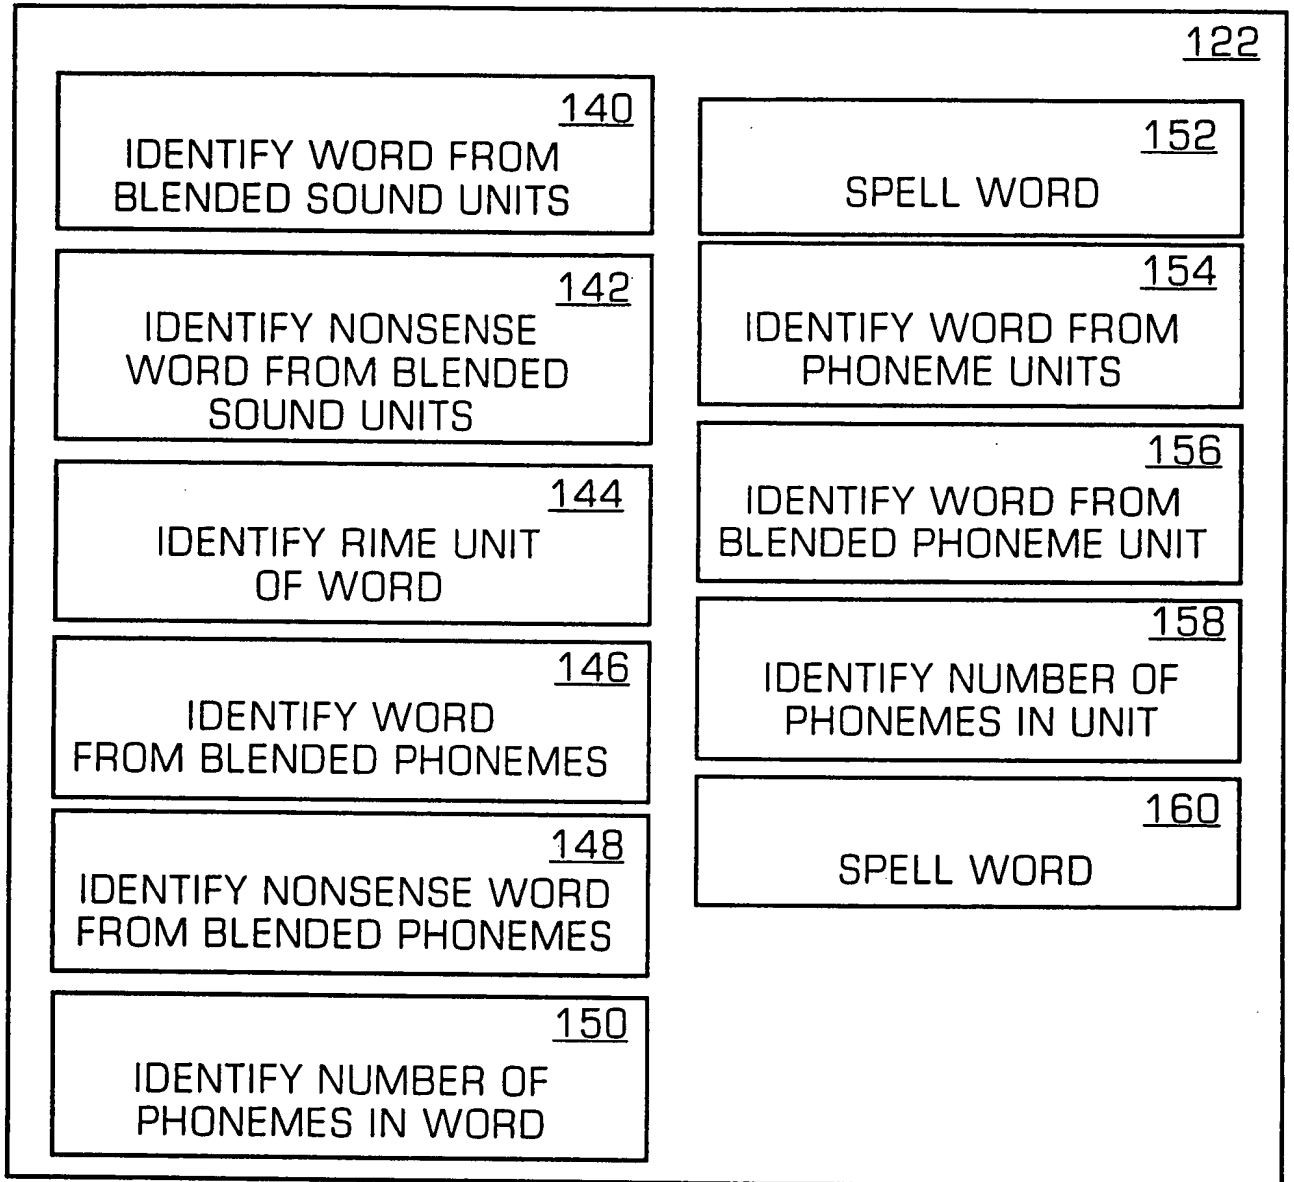 122
140
IDENTIFY WORD FROM
BLENDED SOUND UNITS
142
IDENTIFY NONSENSE
WORD FROM BLENDED
SOUND UNITS
144
IDENTIFY RIME UNIT
OF WORD
146
IDENTIFY WORD
FROM BLENDED PHONEMES
148
IDENTIFY NONSENSE WORD
FROM BLENDED PHONEMES
150
IDENTIFY NUMBER OF
PHONEMES IN WORD
152
SPELL WORD
154
IDENTIFY WORD FROM
PHONEME UNITS
156
IDENTIFY WORD FROM
BLENDED PHONEME UNIT
158
IDENTIFY NUMBER OF
PHONEMES IN UNIT
160
SPELL WORD